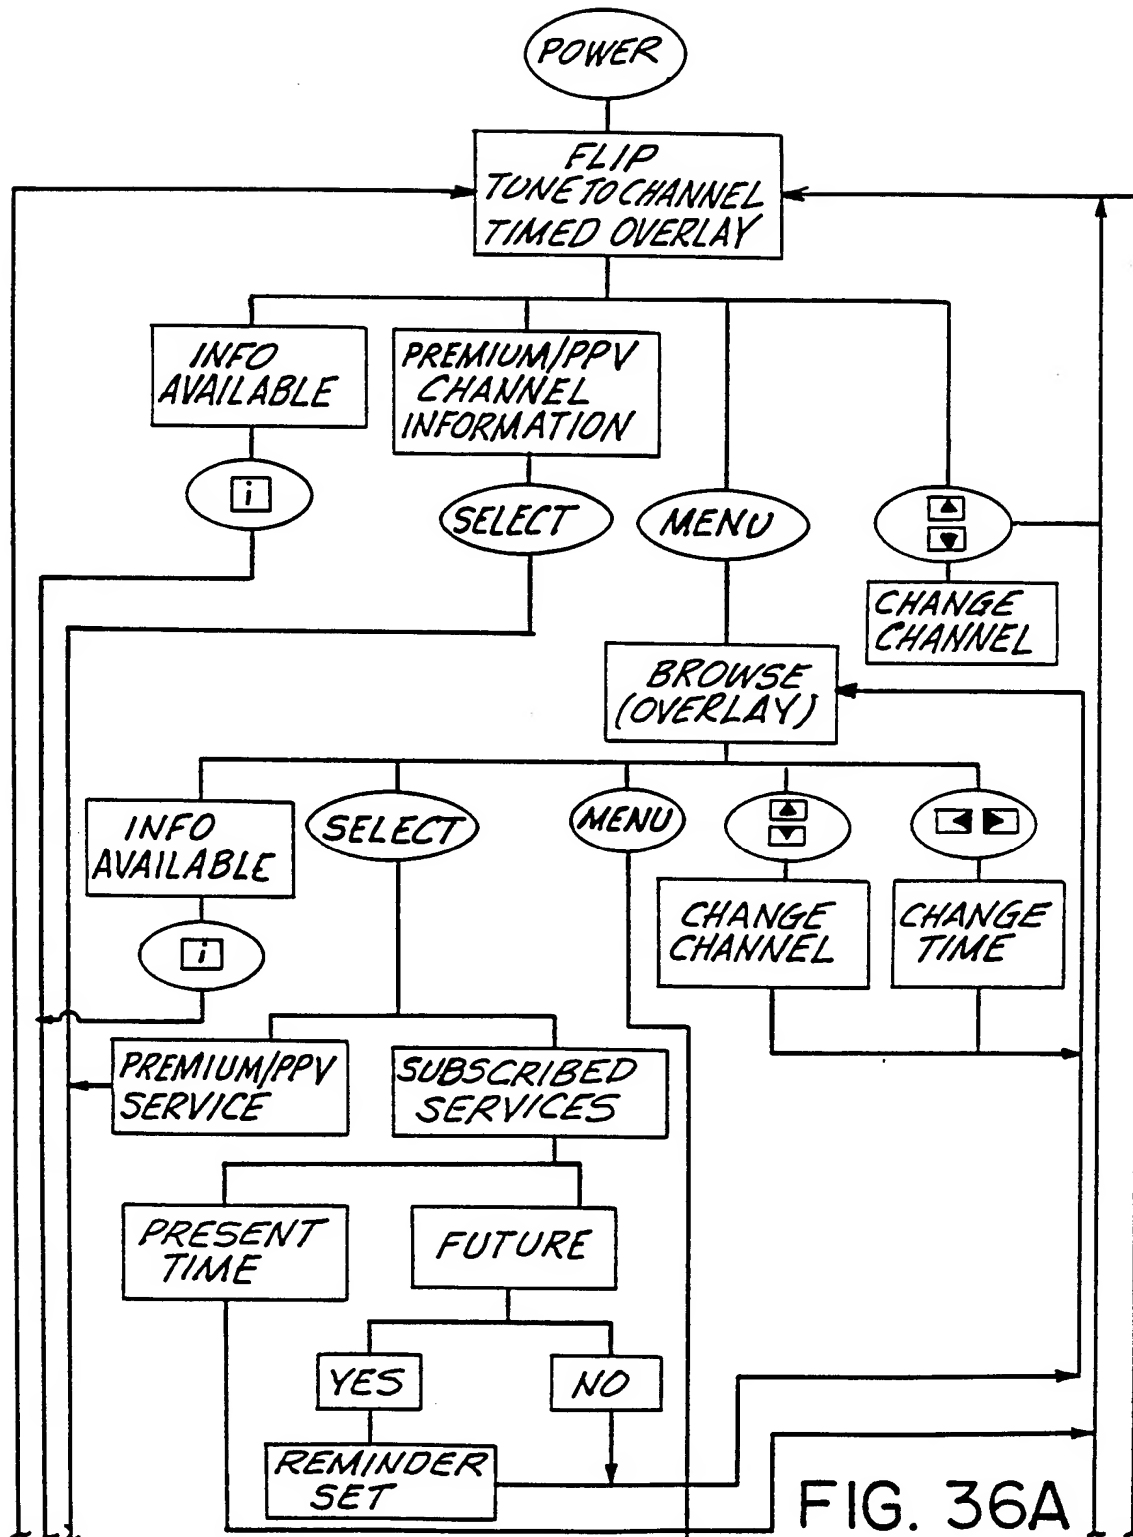 POWER
FLIP
TUNE TO CHANNEL
TIMED OVERLAY
INFO
AVAILABLE
PREMIUM/PPV
CHANNEL
INFORMATION
i
SELECT
MENU
CHANGE
CHANNEL
BROWSE
(OVERLAY)
INFO
AVAILABLE
SELECT
MENU
CHANGE
CHANNEL
CHANGE
TIME
i
PREMIUM/PPV
SERVICE
SUBSCRIBED
SERVICES
PRESENT
TIME
FUTURE
YES
NO
REMINDER
SET
FIG. 36A